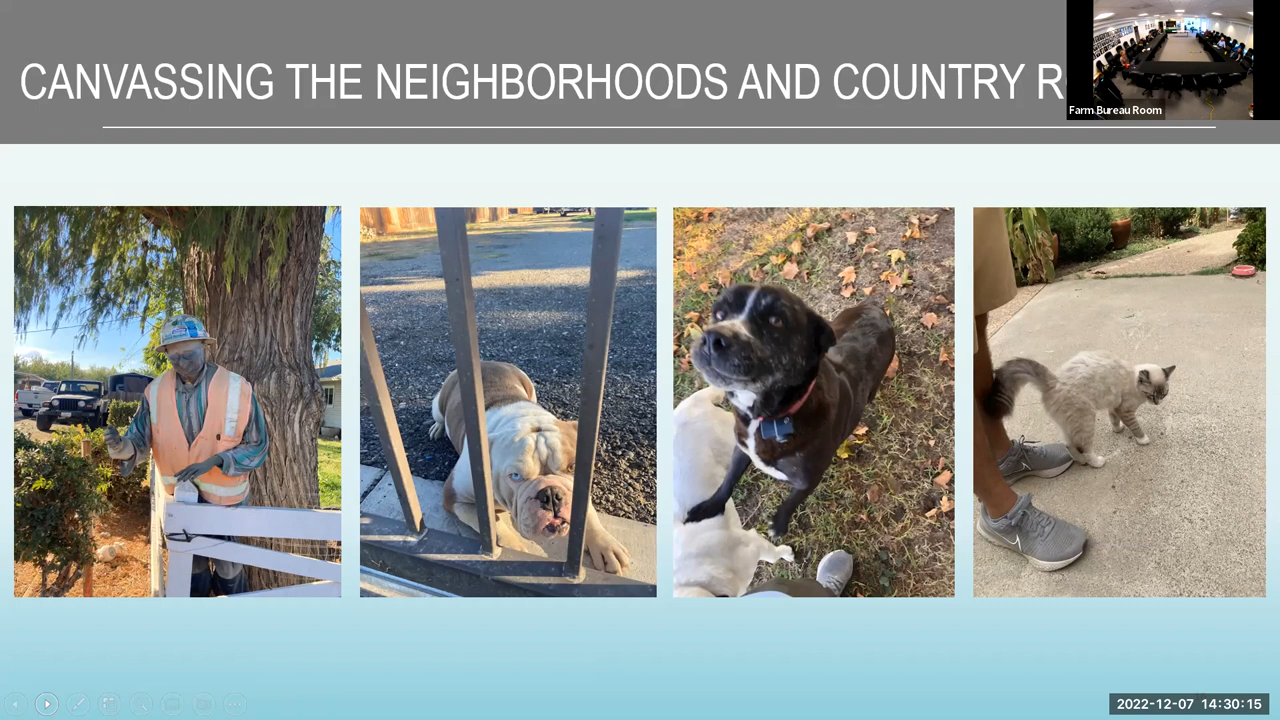 CANVASSING THE NEIGHBORHOODS AND COUNTRY
Farm Bureau Room
2022-12-07 14:30:15